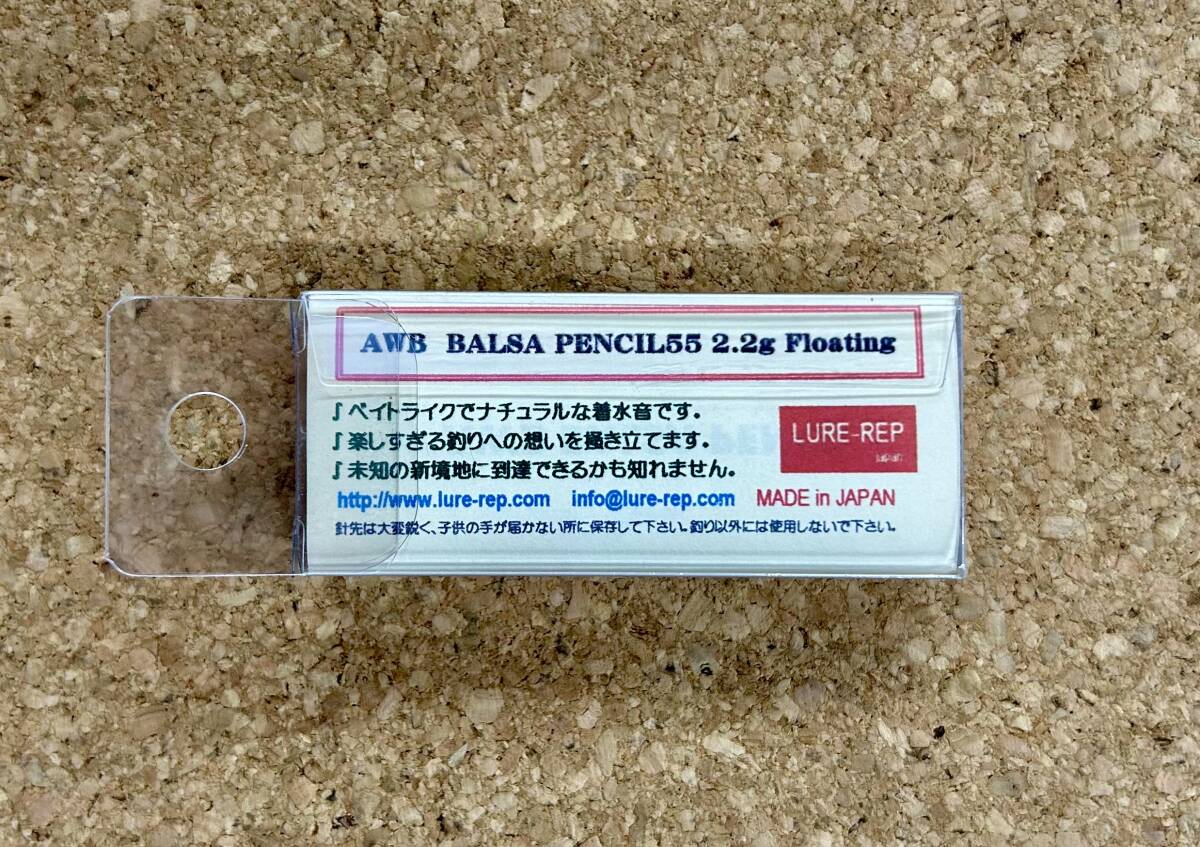 AWB BALSA PENCIL55 2.2g Floating
♪ベイトライクでナチュラルな着水音です。
♪楽しすぎる釣りへの想いを掻き立てます。
♪未知の新境地に到達できるかも知れません。
LURE-REP
japan
http://www.lure-rep.com info@lure-rep.com MADE in JAPAN
針先は大変鋭く、子供の手が届かない所に保存して下さい。釣り以外には使用しないで下さい。